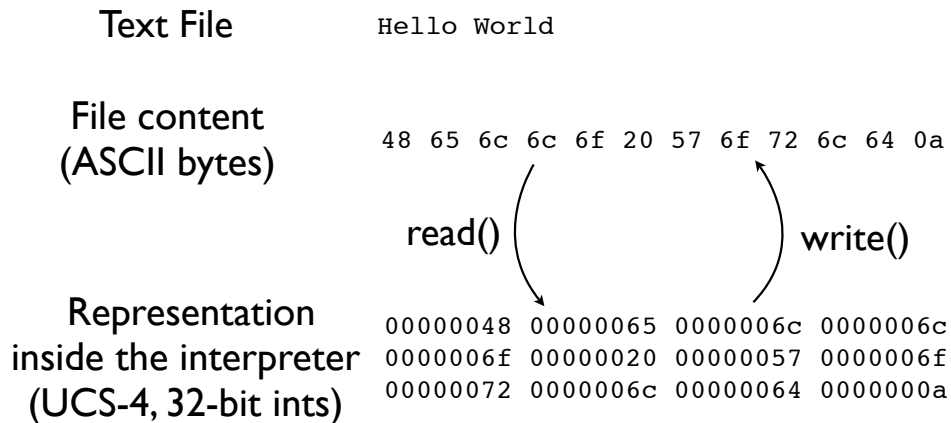 Text File Hello World
File content
(ASCII bytes)
48 65 6c 6c 6f 20 57 6f 72 6c 64 0a
read()
write()
Representation
inside the interpreter
(UCS-4, 32-bit ints)
00000048 00000065 0000006c 0000006c
0000006f 00000020 00000057 0000006f
00000072 0000006c 00000064 0000000a